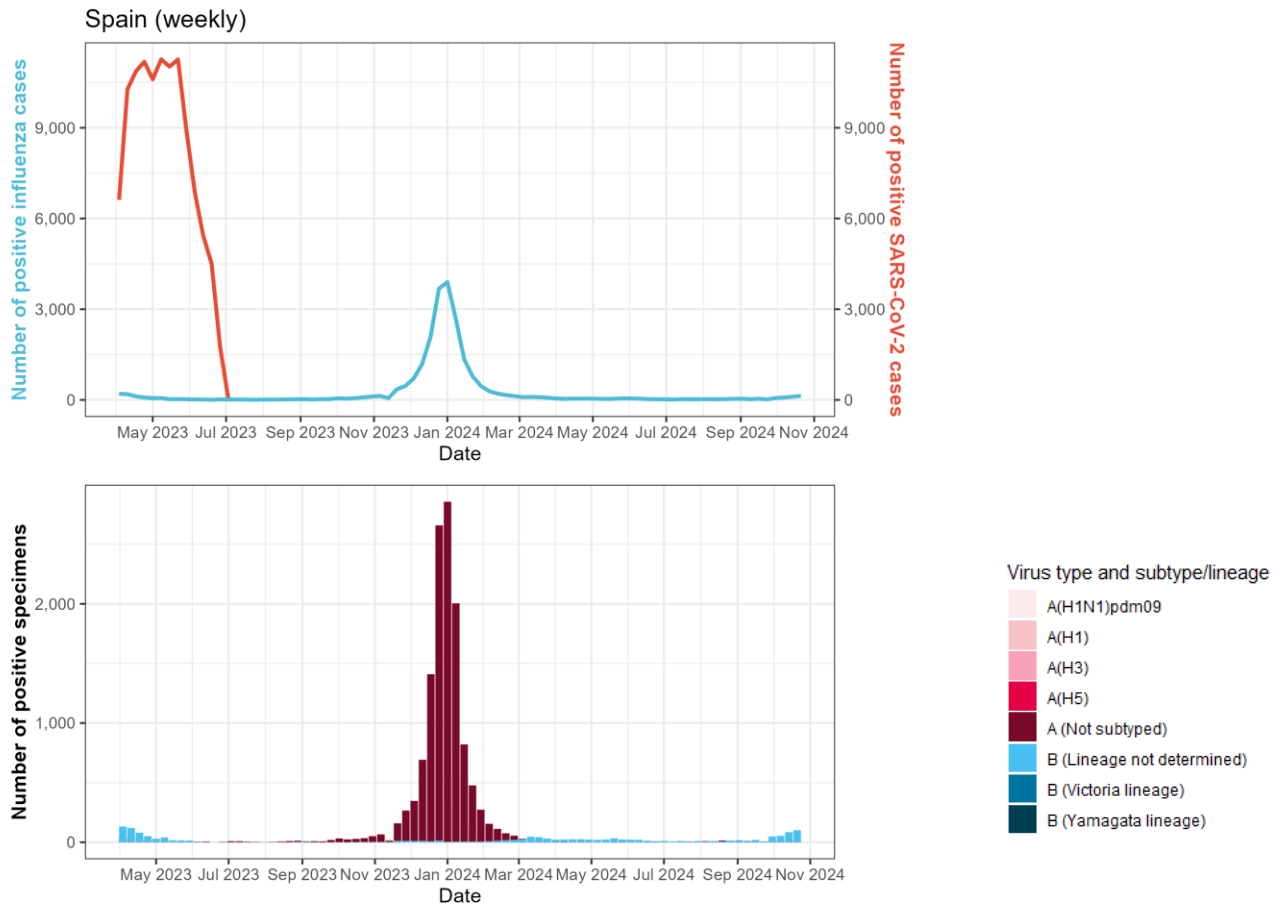 Spain (weekly)
Number of positive influenza cases
Number of positive SARS-CoV-2 cases
9,000
6,000
3,000
0
9,000
6,000
3,000
0
May 2023 Jul 2023 Sep 2023 Nov 2023 Jan 2024 Mar 2024 May 2024 Jul 2024 Sep 2024 Nov 2024
Date
Number of positive specimens
2,000
1,000
0
May 2023 Jul 2023 Sep 2023 Nov 2023 Jan 2024 Mar 2024 May 2024 Jul 2024 Sep 2024 Nov 2024
Date
Virus type and subtype/lineage
A(H1N1)pdm09
A(H1)
A(H3)
A(H5)
A (Not subtyped)
B (Lineage not determined)
B (Victoria lineage)
B (Yamagata lineage)